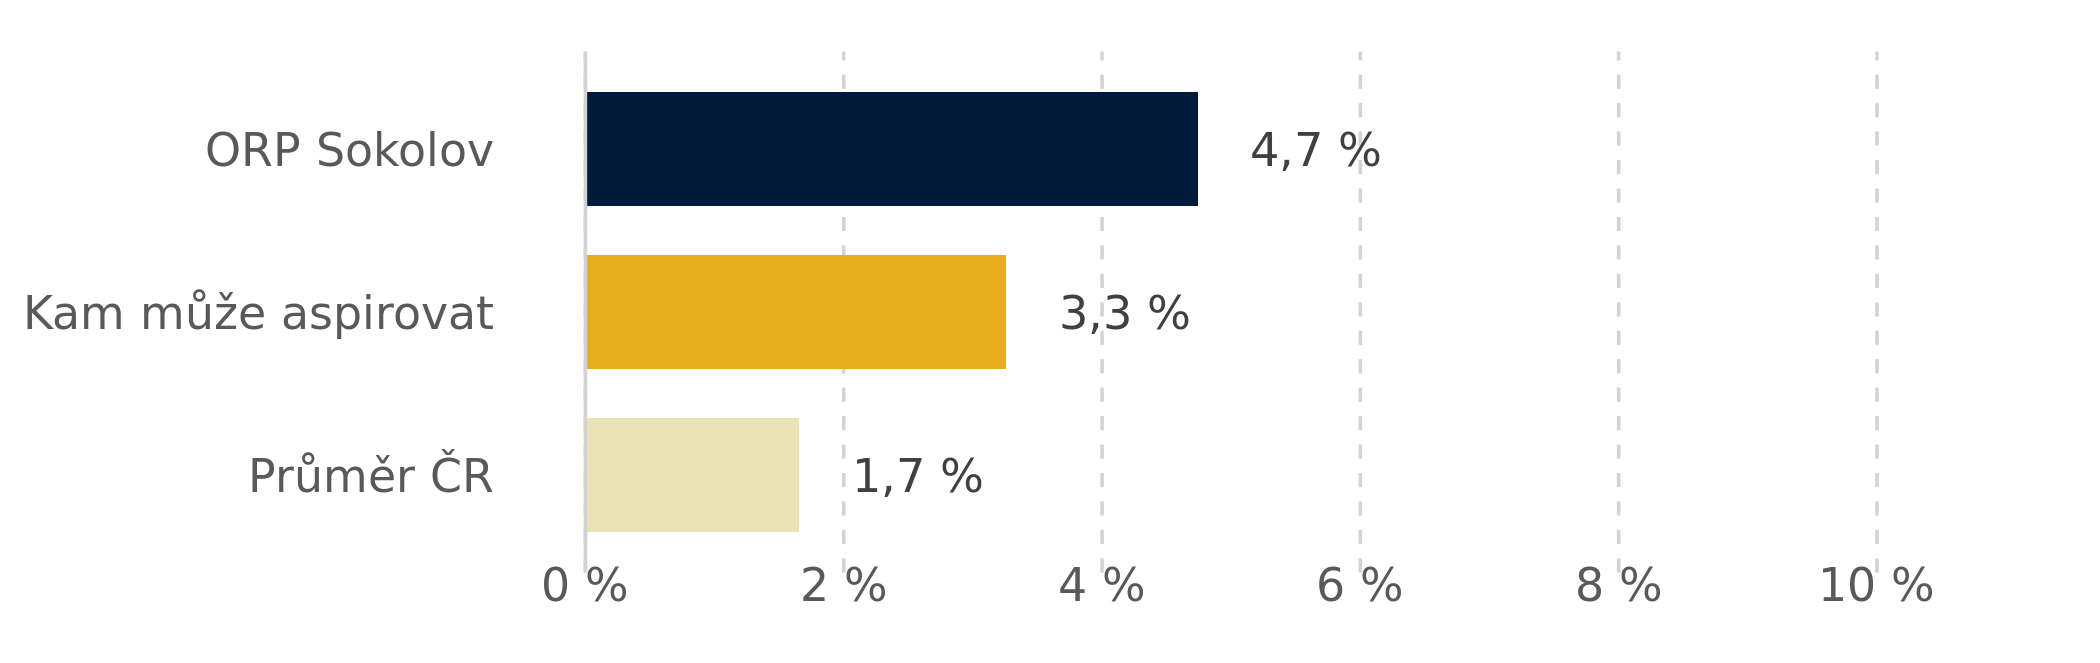 ORP Sokolov
4,7 %
Kam může aspirovat
3,3 %
Průměr ČR
1,7 %
0 % 2 % 4 % 6 % 8 % 10 %